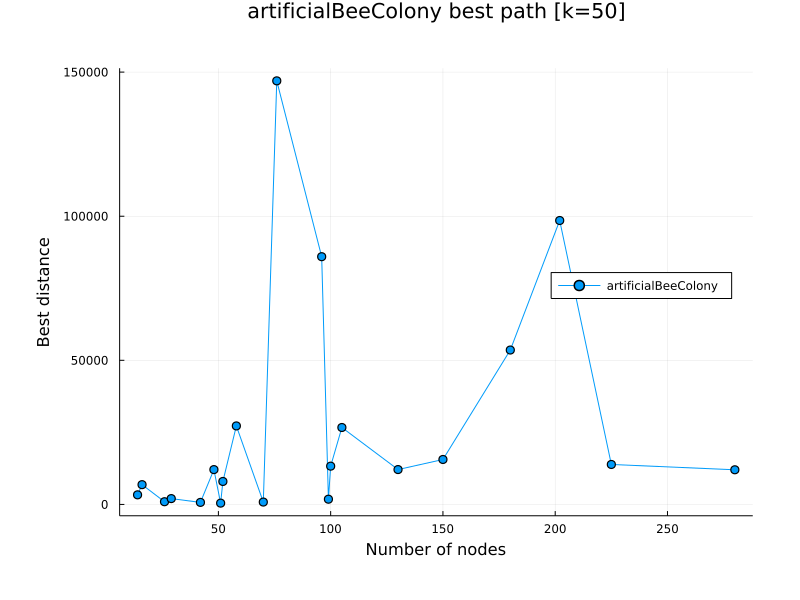 artificialBeeColony best path [k=50]
150000
100000
50000
0
Best distance
artificialBeeColony
50
100
150
200
250
Number of nodes